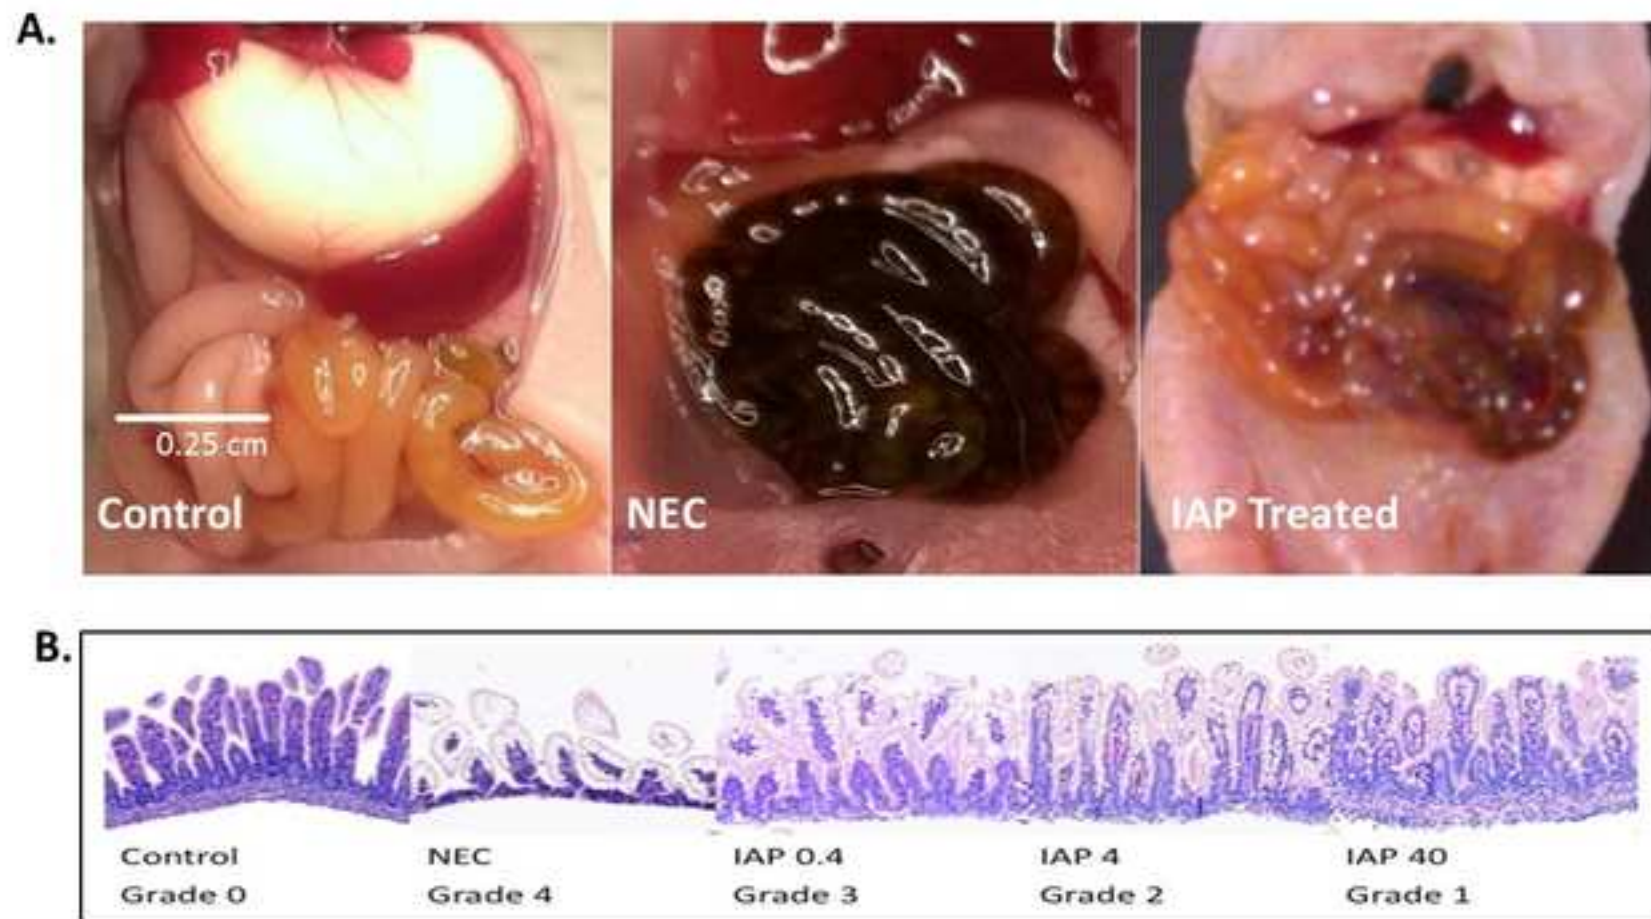 A.
0.25 cm
Control
NEC
IAP Treated
B.
Control
NEC
IAP 0.4
IAP 4
IAP 40
Grade 0
Grade 4
Grade 3
Grade 2
Grade 1